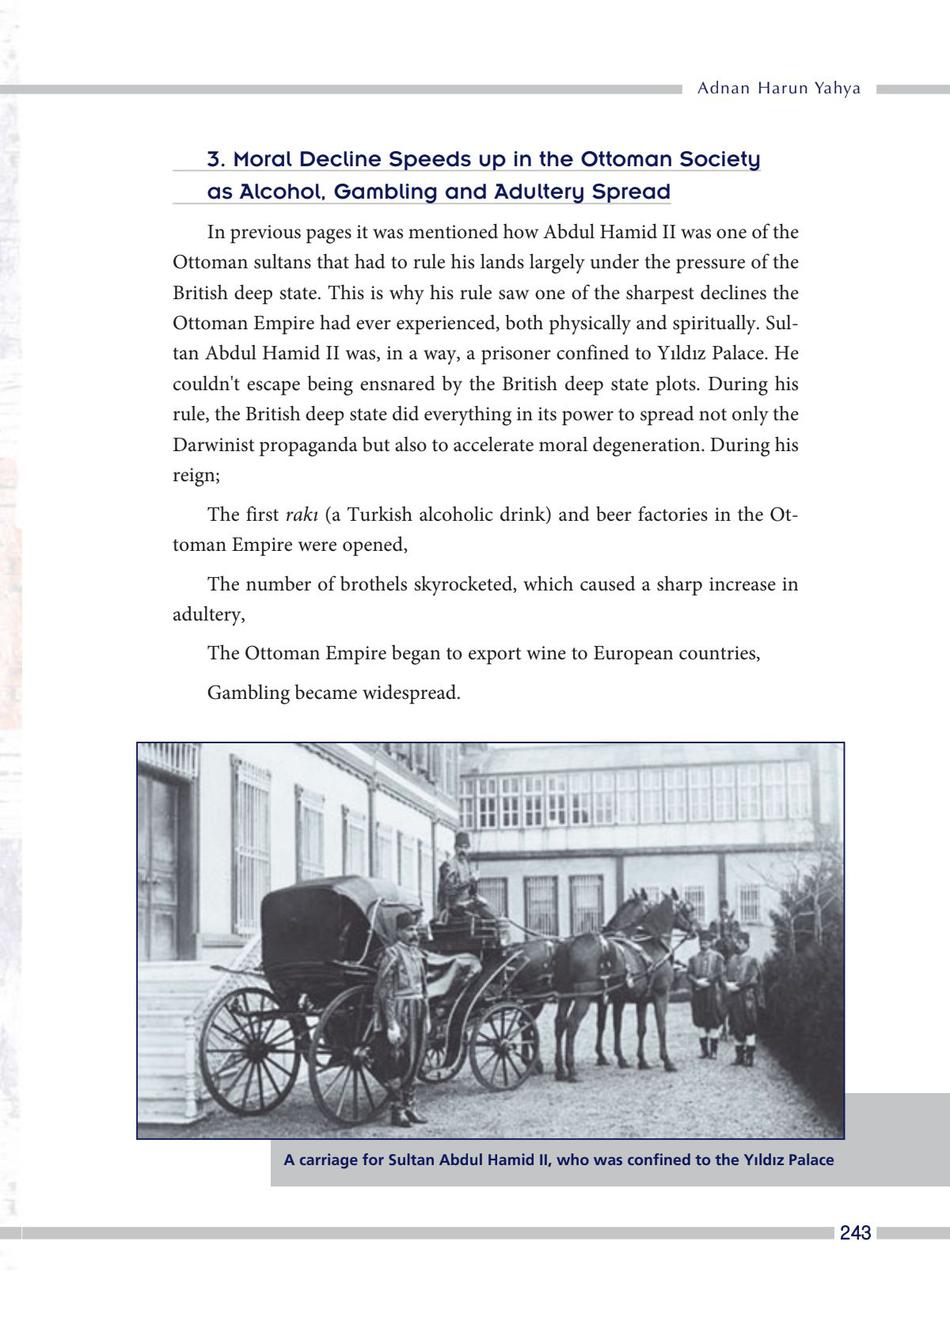 Adnan Harun Yahya
3. Moral Decline Speeds up in the Ottoman Society
as Alcohol, Gambling and Adultery Spread
In previous pages it was mentioned how Abdul Hamid II was one of the
Ottoman sultans that had to rule his lands largely under the pressure of the
British deep state. This is why his rule saw one of the sharpest declines the
Ottoman Empire had ever experienced, both physically and spiritually. Sul-
tan Abdul Hamid II was, in a way, a prisoner confined to Yıldız Palace. He
couldn't escape being ensnared by the British deep state plots. During his
rule, the British deep state did everything in its power to spread not only the
Darwinist propaganda but also to accelerate moral degeneration. During his
reign;
The first rakı (a Turkish alcoholic drink) and beer factories in the Ot-
toman Empire were opened,
The number of brothels skyrocketed, which caused a sharp increase in
adultery,
The Ottoman Empire began to export wine to European countries,
Gambling became widespread.
A carriage for Sultan Abdul Hamid II, who was confined to the Yıldız Palace
243